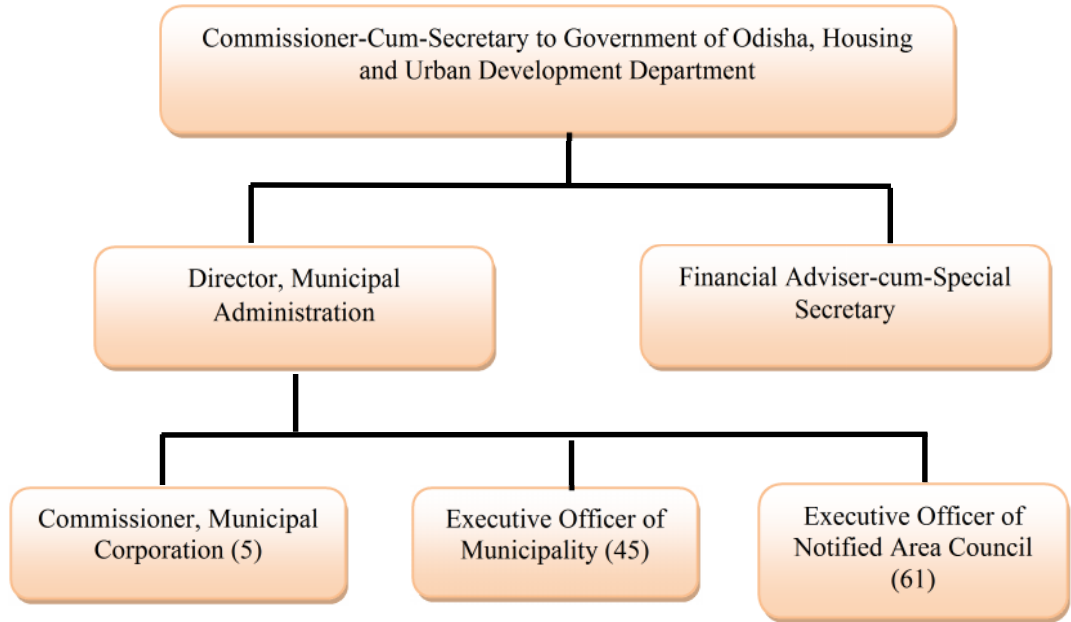 Commissioner-Cum-Secretary to Government of Odisha, Housing
and Urban Development Department
Director, Municipal
Administration
Financial Adviser-cum-Special
Secretary
Commissioner, Municipal
Corporation (5)
Executive Officer of
Municipality (45)
Executive Officer of
Notified Area Council
(61)